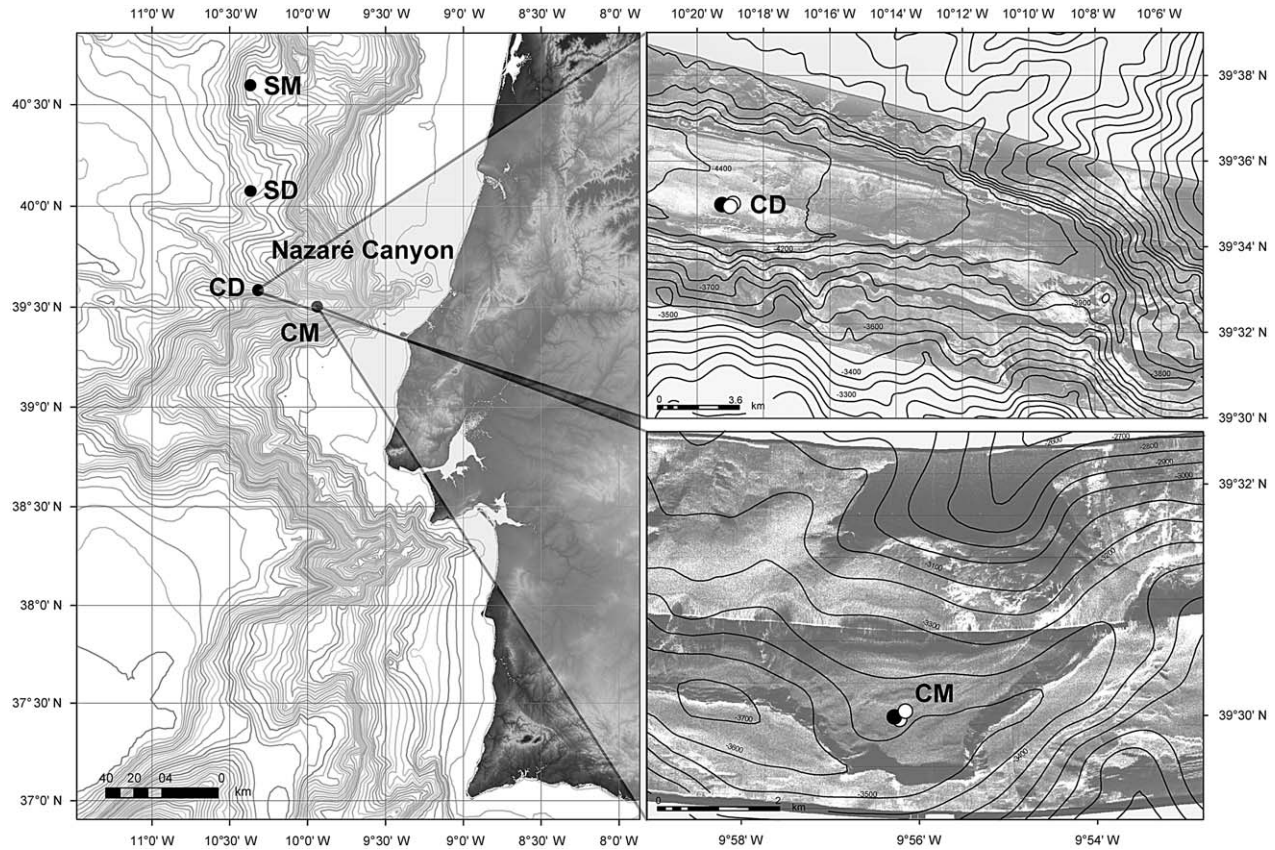 11°0' W 10°30' W 10°0' W 9°30' W 9°0' W 8°30' W 8°0' W
40°30' N
40°0' N
39°30' N
39°0' N
38°30' N
38°0' N
37°30' N
37°0' N
SM
SD
Nazaré Canyon
CD
CM
40 20 04 0 km
11°0' W 10°30' W 10°0' W 9°30' W 9°0' W 8°30' W 8°0' W
10°20' W 10°18' W 10°16' W 10°14' W 10°12' W 10°10' W 10°8' W 10°6' W
39°38' N
39°36' N
39°34' N
39°32' N
39°30' N
-4400
CD
-4200
-3700
-3500
-3900
-3600
-3400
-3300
-3800
0 3.6 km
-2700
-2600
-2800
-2900
-3000
39°32' N
-3100
-3300
CM
-3700
39°30' N
-3600
-3400
-3500
0 2 km
9°58' W 9°56' W 9°54' W